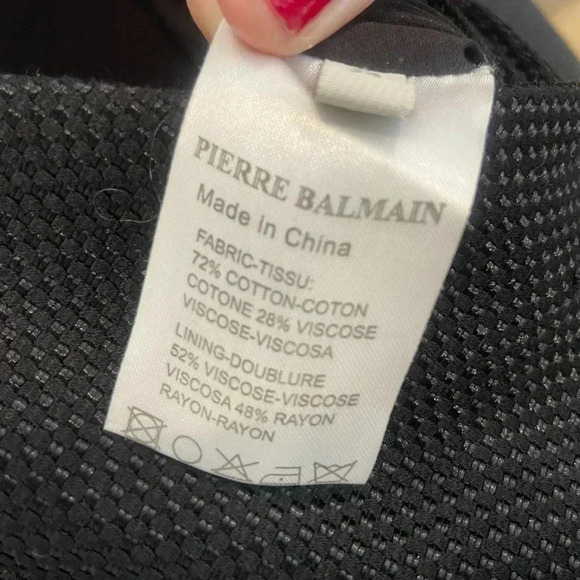 PIERRE BALMAIN
Made in China
FABRIC-TISSU:
72% COTTON-COTON
COTONE 28% VISCOSE
VISCOSE-VISCOSA
LINING-DOUBLURE
52% VISCOSE-VISCOSE
VISCOSA 48% RAYON
RAYON-RAYON